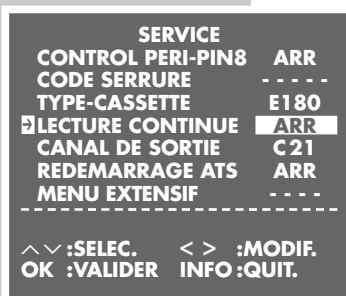 SERVICE
CONTROL PERI-PIN8 ARR
CODE SERRURE - - - - -
TYPE-CASSETTE E180
LECTURE CONTINUE ARR
CANAL DE SORTIE C21
REDEMARRAGE ATS ARR
MENU EXTENSIF - - - -
:SELEC. < > :MODIF.
OK :VALIDER INFO :QUIT.